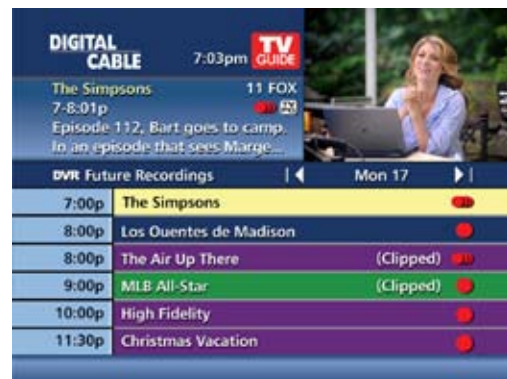 DIGITAL CABLE
7:03pm
TV GUIDE
The Simpsons 11 FOX
7-8:01p
Episode 112, Bart goes to camp.
In an episode that sees Marge...
DVR Future Recordings Mon 17
7:00p The Simpsons
8:00p Los Ouentes de Madison
8:00p The Air Up There (Clipped)
9:00p MLB All-Star (Clipped)
10:00p High Fidelity
11:30p Christmas Vacation